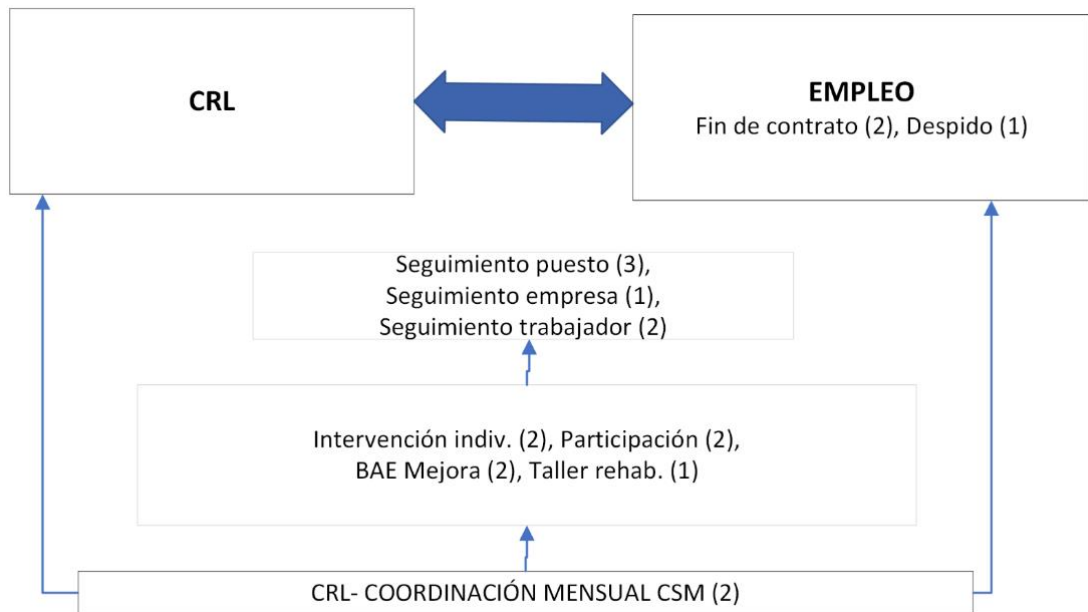 CRL
EMPLEO
Fin de contrato (2), Despido (1)
Seguimiento puesto (3),
Seguimiento empresa (1),
Seguimiento trabajador (2)
Intervención indiv. (2), Participación (2),
BAE Mejora (2), Taller rehab. (1)
CRL- COORDINACIÓN MENSUAL CSM (2)